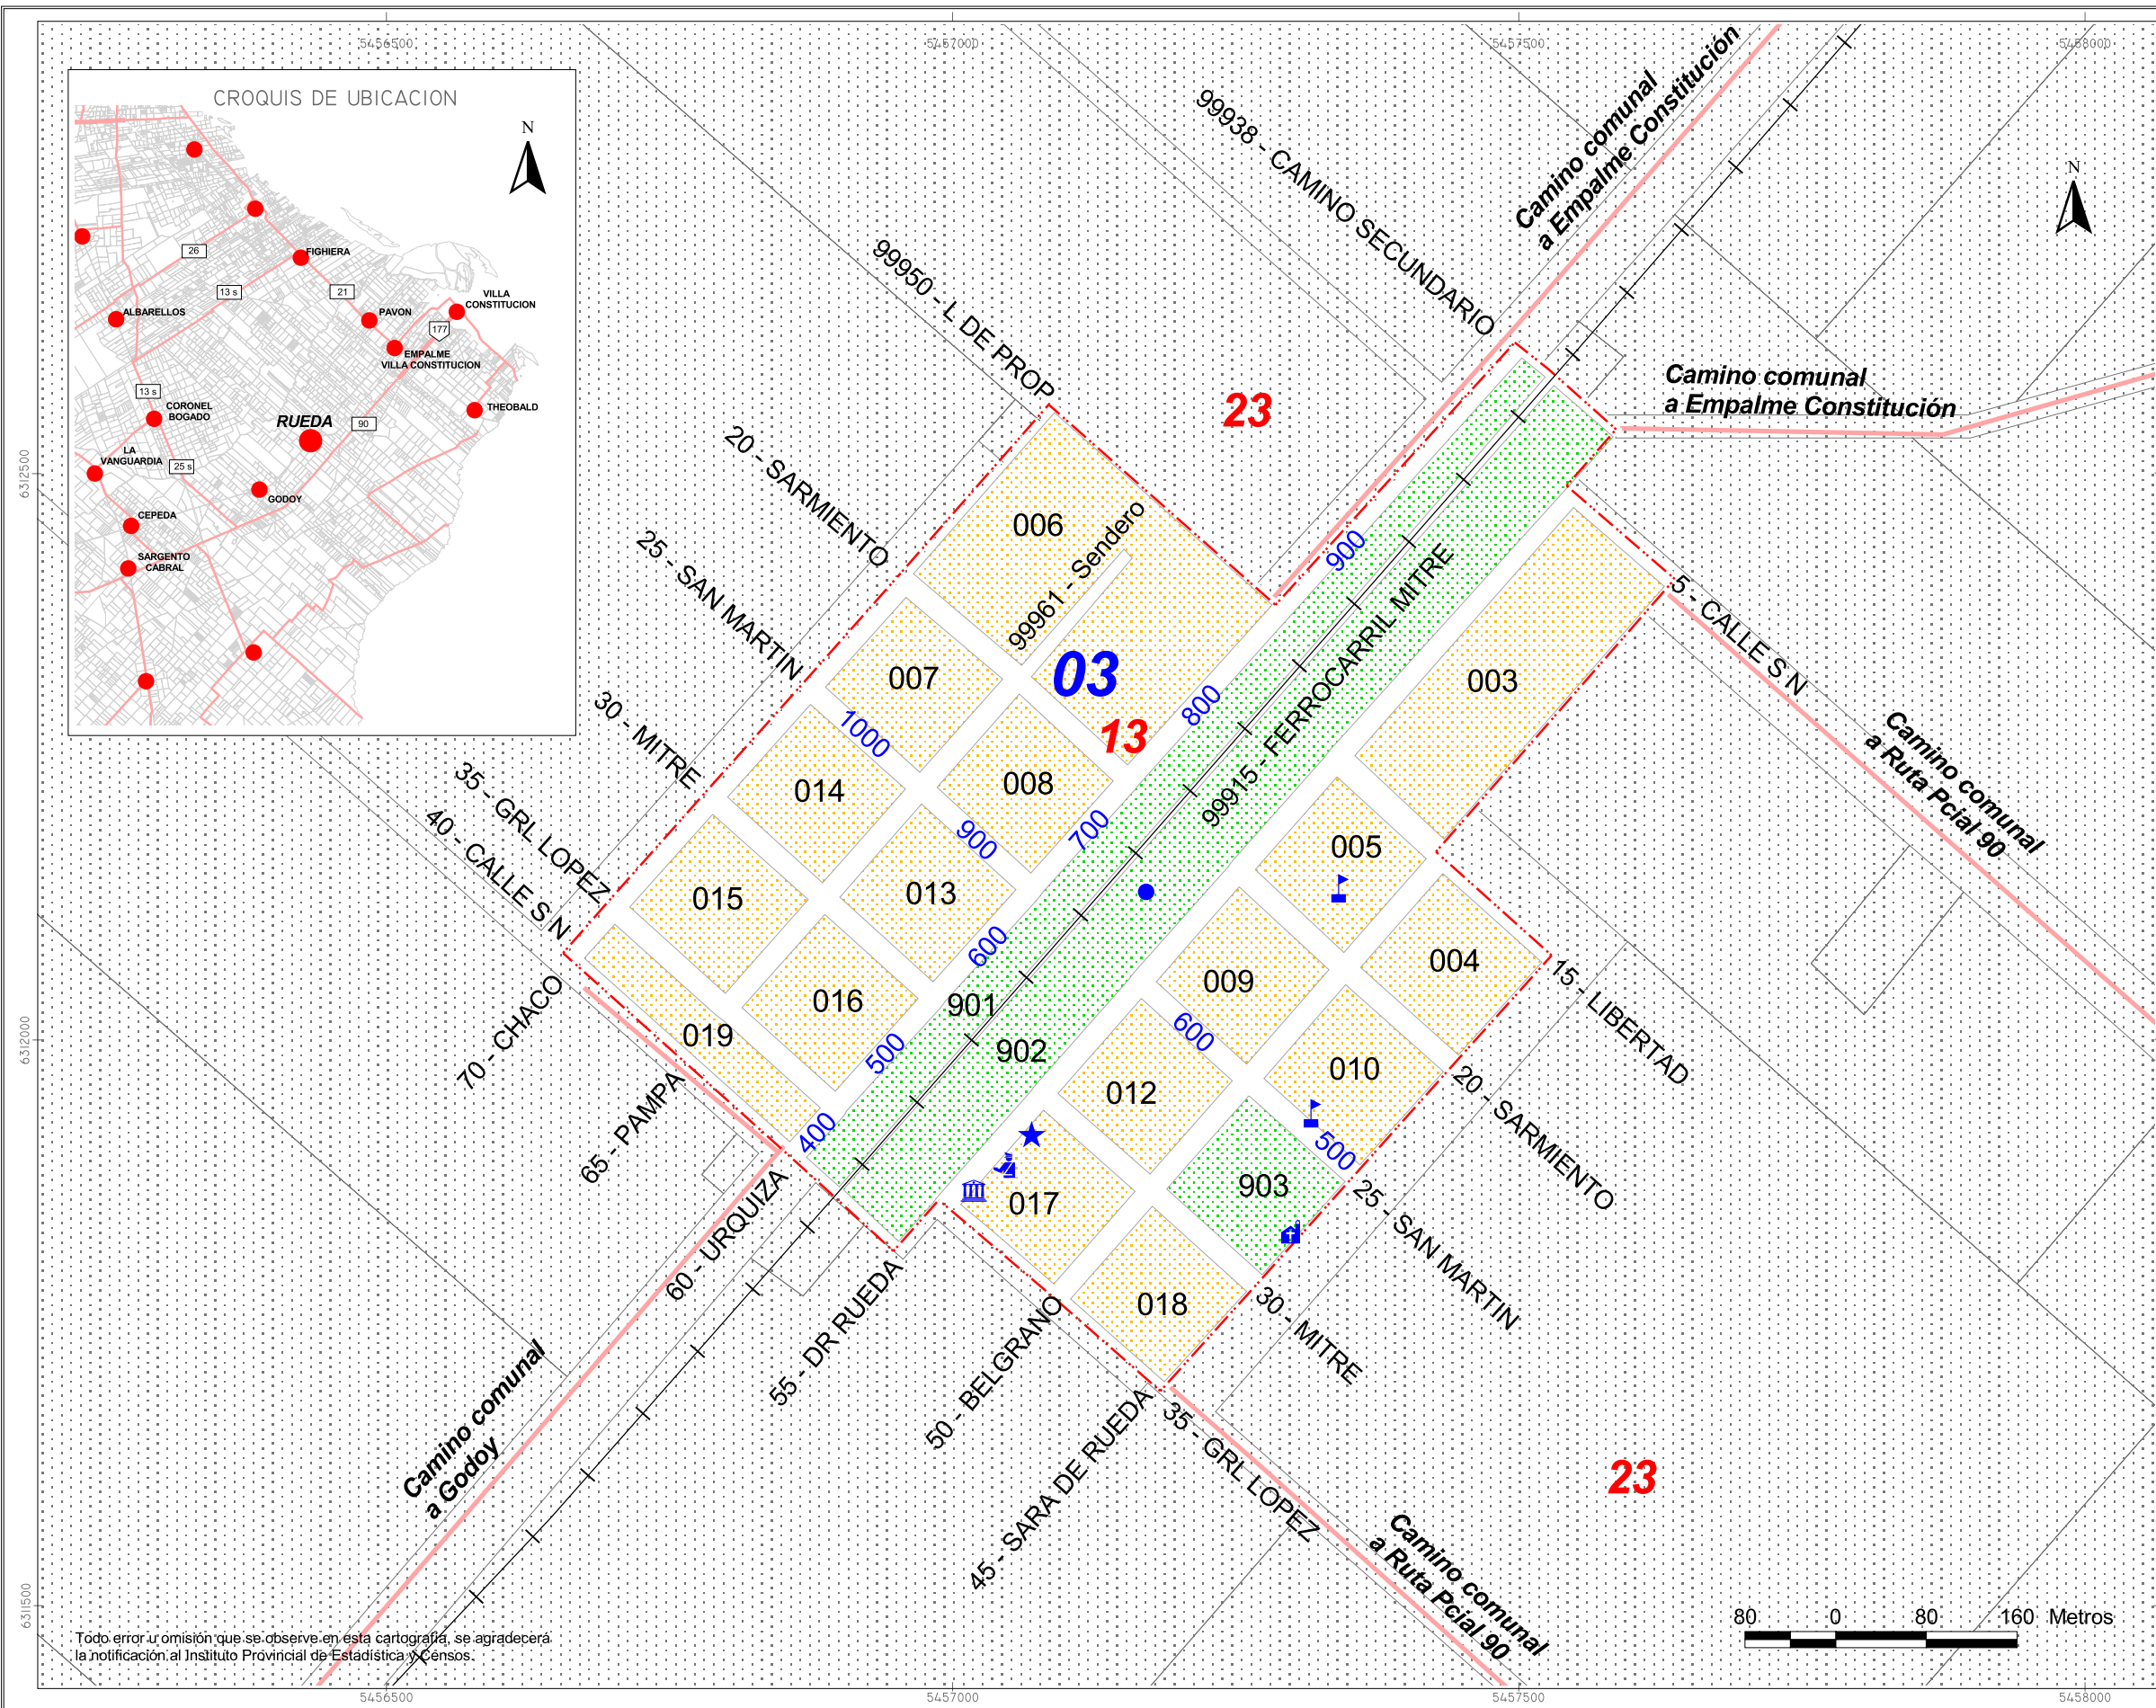 5456500
5457000
5457500
5458000
CROQUIS DE UBICACION
N
26
FIGHIERA
13 s
21
VILLA
CONSTITUCION
ALBARELLOS
PAVON
177
EMPALME
VILLA CONSTITUCION
13 s
CORONEL
BOGADO
THEOBALD
RUEDA
90
LA
VANGUARDIA
25 s
GODOY
CEPEDA
SARGENTO
CABRAL
N
Camino comunal
a Empalme Constitución
99938 - CAMINO SECUNDARIO
99950 - L DE PROP
Camino comunal
a Empalme Constitución
23
20 - SARMIENTO
25 - SAN MARTIN
30 - MITRE
35 - GRL LOPEZ
40 - CALLE S N
6312500
006
99961 - Sendero
900
99915 - FERROCARRIL MITRE
003
5 - CALLE S N
007
03
13
800
1000
014
008
700
900
Camino comunal
a Ruta Pcial 90
015
013
005
600
016
009
004
901
019
500
902
600
15 - LIBERTAD
70 - CHACO
6312000
012
010
20 - SARMIENTO
65 - PAMPA
400
500
017
903
25 - SAN MARTIN
60 - URQUIZA
018
30 - MITRE
55 - DR RUEDA
50 - BELGRANO
35 - GRL LOPEZ
45 - SARA DE RUEDA
Camino comunal
a Godoy
23
Camino comunal
a Ruta Pcial 90
6311500
80 0 80 160 Metros
Todo error u omisión que se observe en esta cartografía, se agradecerá
la notificación al Instituto Provincial de Estadística y Censos.
5456500
5457000
5457500
5458000